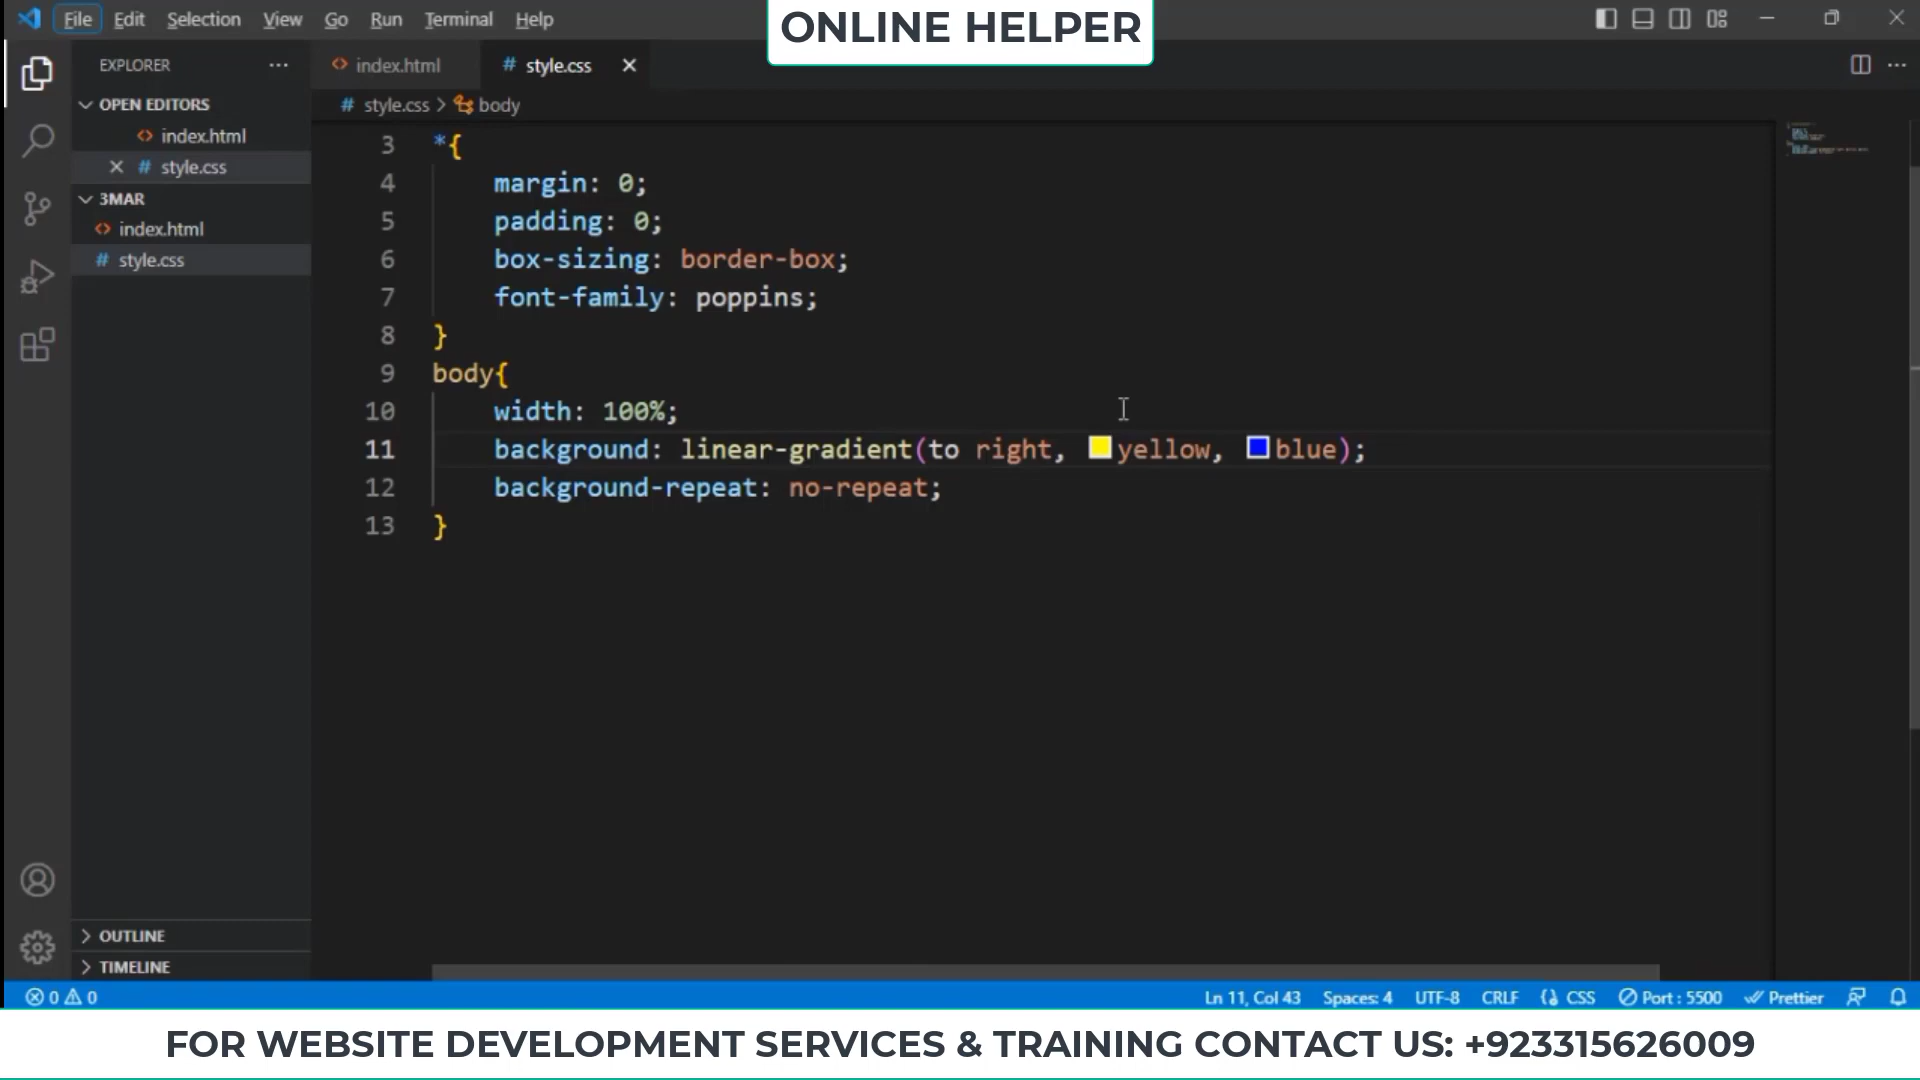 ONLINE HELPER
File Edit Selection View Go Run Terminal Help
EXPLORER
index.html
style.css
OPEN EDITORS
index.html
style.css
3MAR
index.html
style.css
OUTLINE
TIMELINE
# style.css > body
3 *{
4 margin: 0;
5 padding: 0;
6 box-sizing: border-box;
7 font-family: poppins;
8 }
9 body{
10 width: 100%;
11 background: linear-gradient(to right, yellow, blue);
12 background-repeat: no-repeat;
13 }
0 0
Ln 11, Col 43 Spaces: 4 UTF-8 CRLF CSS Port : 5500 Prettier
FOR WEBSITE DEVELOPMENT SERVICES & TRAINING CONTACT US: +923315626009